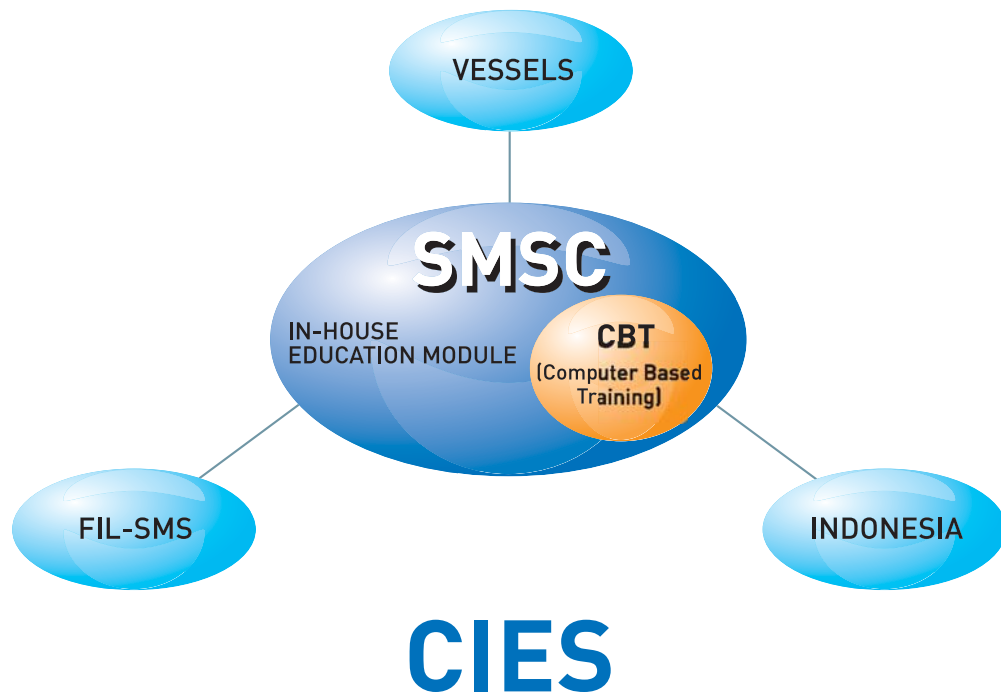 VESSELS
SMSC
IN-HOUSE
EDUCATION MODULE
CBT
(Computer Based
Training)
FIL-SMS
INDONESIA
CIES